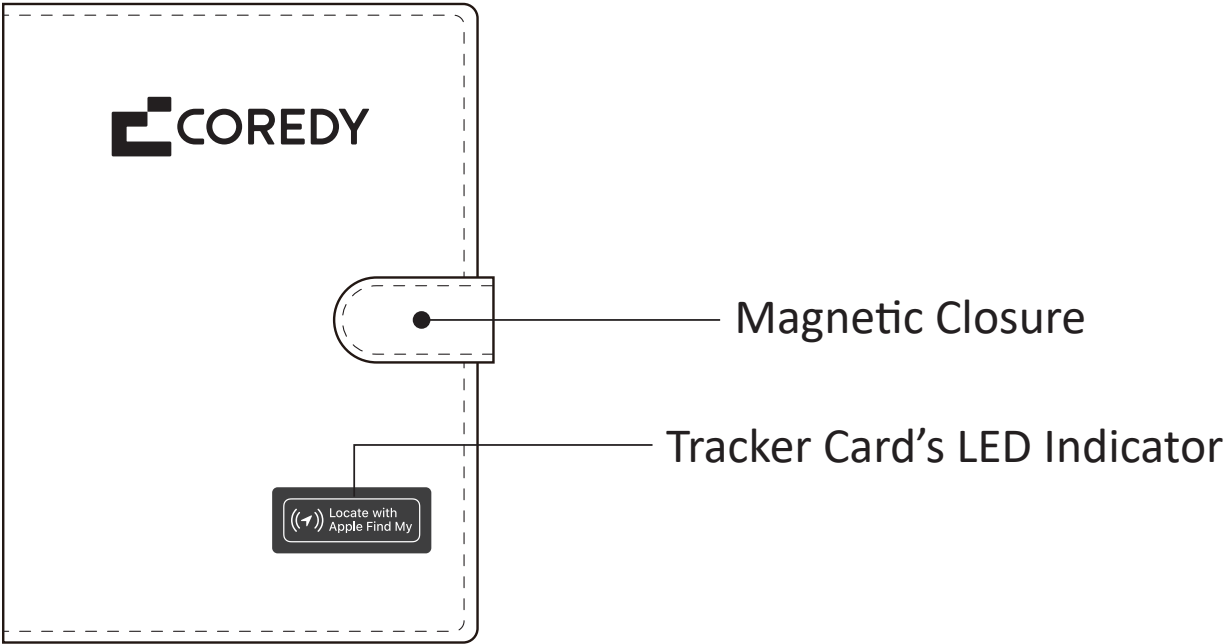 COREDY
Magnetic Closure
Tracker Card’s LED Indicator
Locate with
Apple Find My